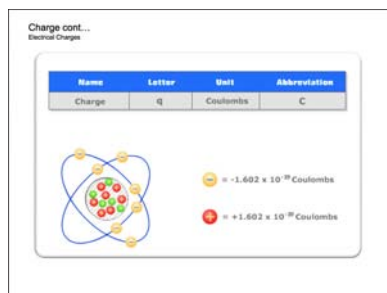 Charge cont...
Electrical Charges
Name Letter Unit Abbreviation
Charge q Coulombs C
= -1.602 x 10⁻¹⁹ Coulombs
= +1.602 x 10⁻¹⁹ Coulombs